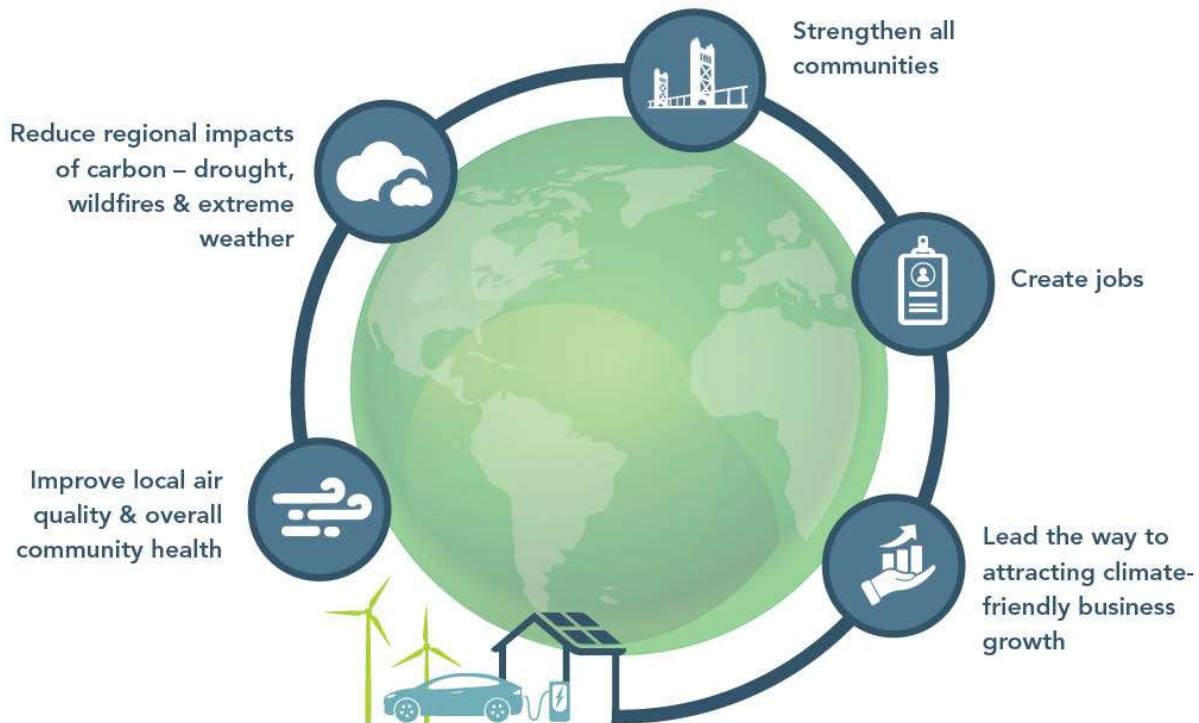 Strengthen all
communities
Reduce regional impacts
of carbon – drought,
wildfires & extreme
weather
Create jobs
Improve local air
quality & overall
community health
Lead the way to
attracting climate-
friendly business
growth